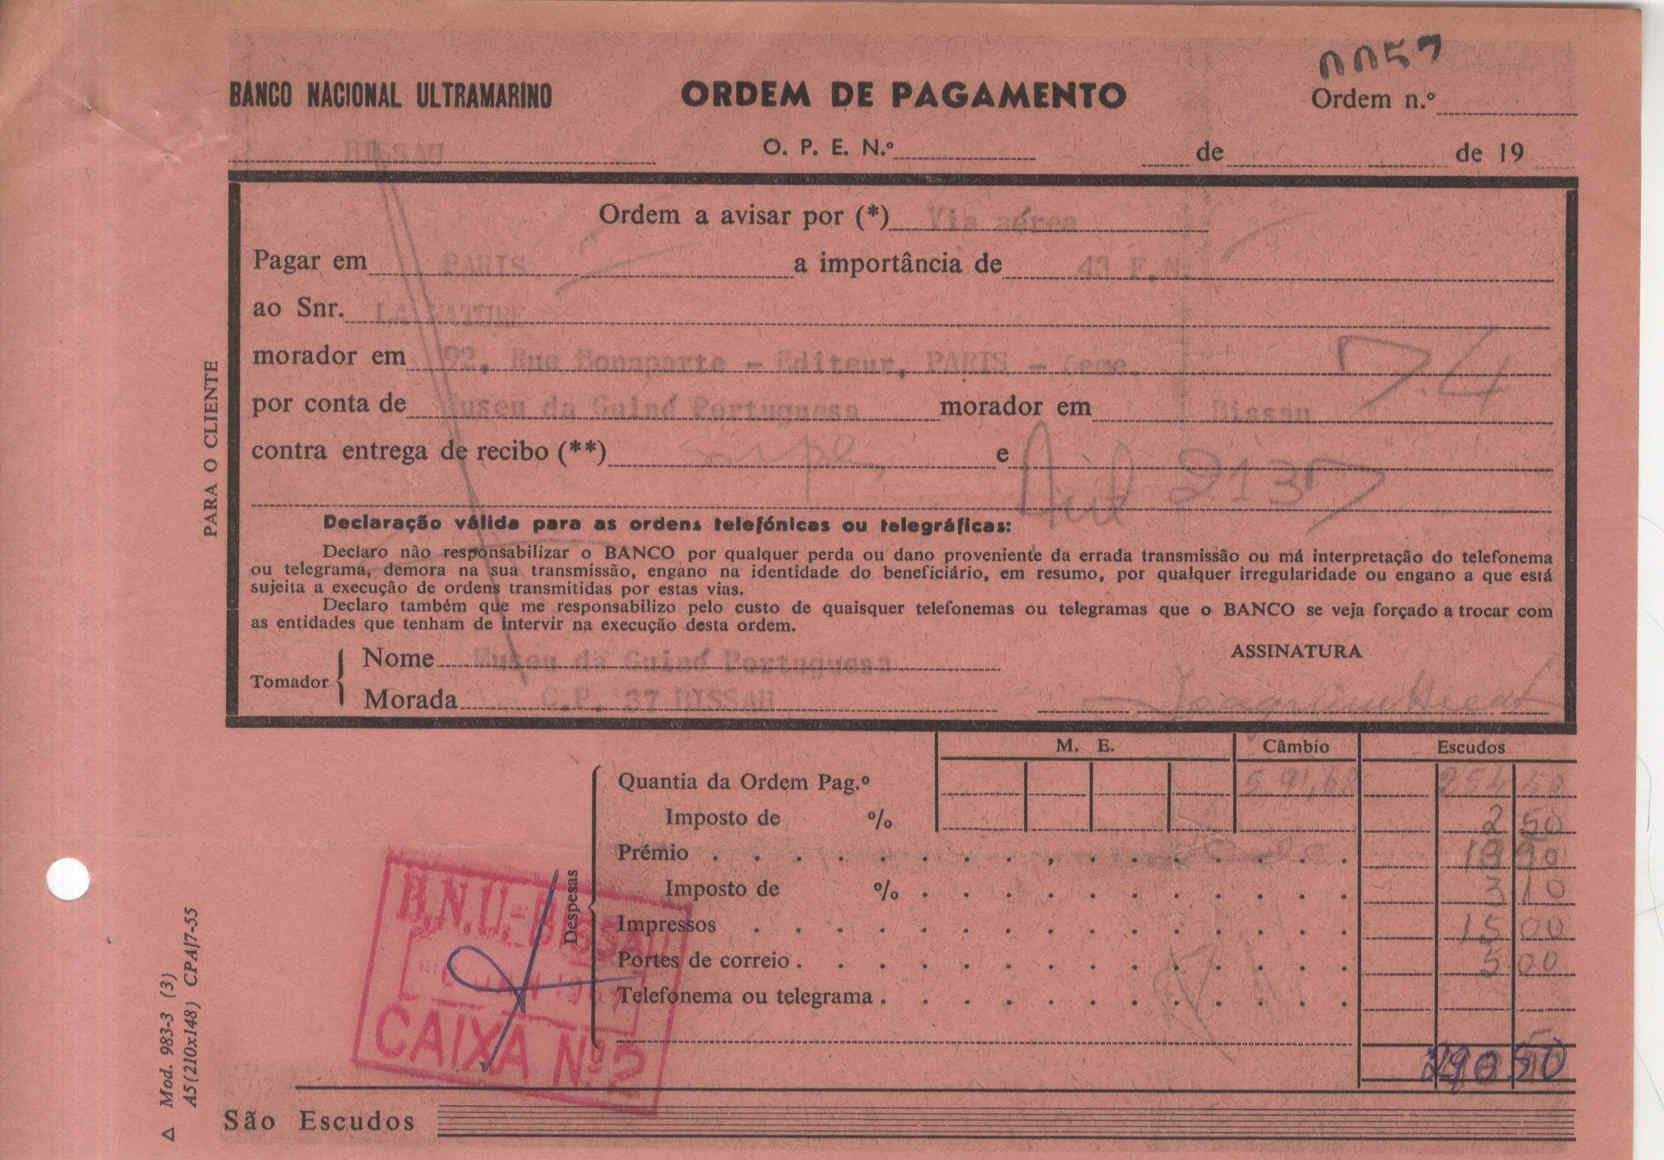 0057
BANCO NACIONAL ULTRAMARINO ORDEM DE PAGAMENTO Ordem n.º
BISSAU O. P. E. N.º de de 19
Ordem a avisar por (*) Via aérea
Pagar em PARIS a importância de 43 F.N.
ao Snr. LA NATURE
morador em 92, Rue Bonaparte - Editeur, PARIS - 6eme.
por conta de Museu da Guiné Portuguesa morador em Bissau
contra entrega de recibo (**) e
2137
Declaração válida para as ordens telefónicas ou telegráficas:
Declaro não responsabilizar o BANCO por qualquer perda ou dano proveniente da errada transmissão ou má interpretação do telefonema
ou telegrama, demora na sua transmissão, engano na identidade do beneficiário, em resumo, por qualquer irregularidade ou engano a que está
sujeita a execução de ordens transmitidas por estas vias.
Declaro também que me responsabilizo pelo custo de quaisquer telefonemas ou telegramas que o BANCO se veja forçado a trocar com
as entidades que tenham de intervir na execução desta ordem.
Tomador
Nome Museu da Guiné Portuguesa
Morada C.P. 37 BISSAU
ASSINATURA
M. E. Câmbio Escudos
Quantia da Ordem Pag.º
Imposto de % 2 50
Prémio
Imposto de % 3 10
Impressos 15 00
Portes de correio 5 00
Telefonema ou telegrama
Despesas
290 50
B.N.U.=BISSAU
CAIXA Nº 2
São Escudos
PARA O CLIENTE
Δ Mod. 983-3 (3)
A5 (210x148) CPA/7-55